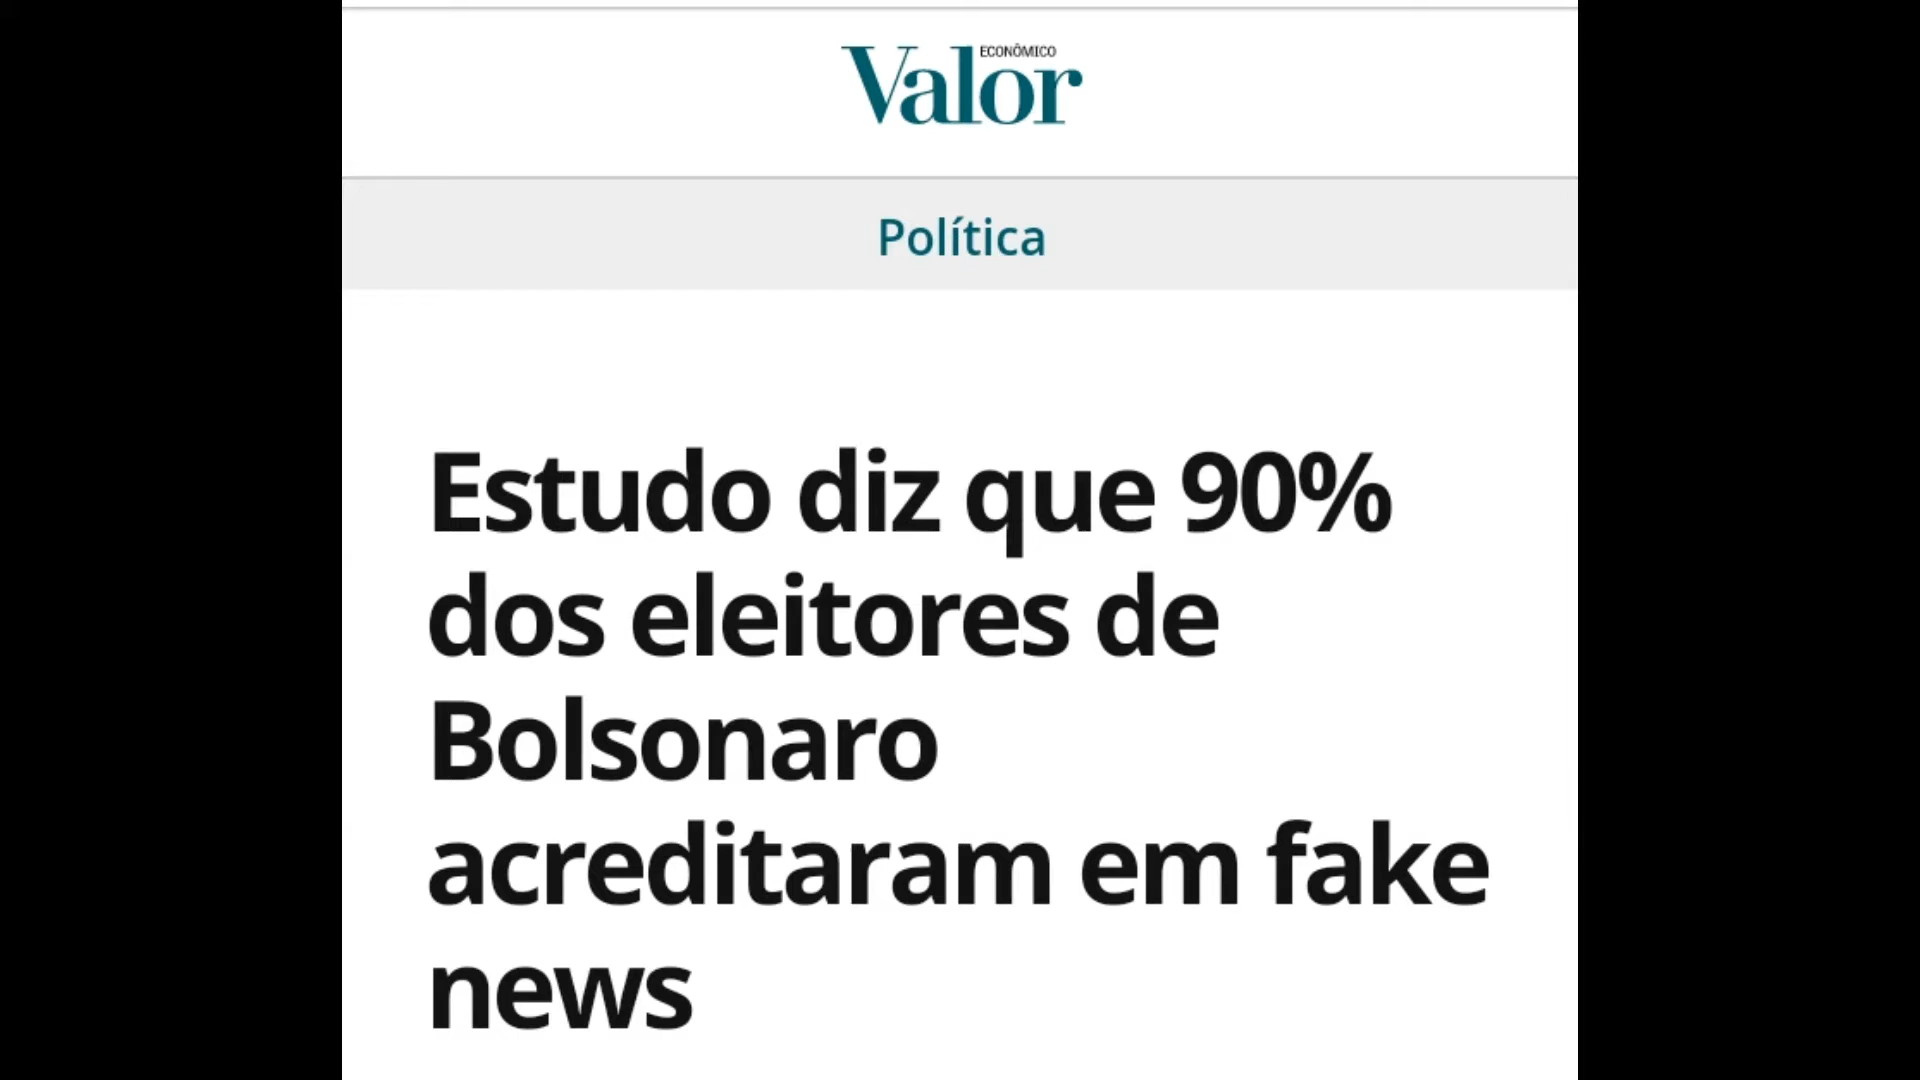 Valor
ECONÔMICO
Política
Estudo diz que 90%
dos eleitores de
Bolsonaro
acreditaram em fake
news